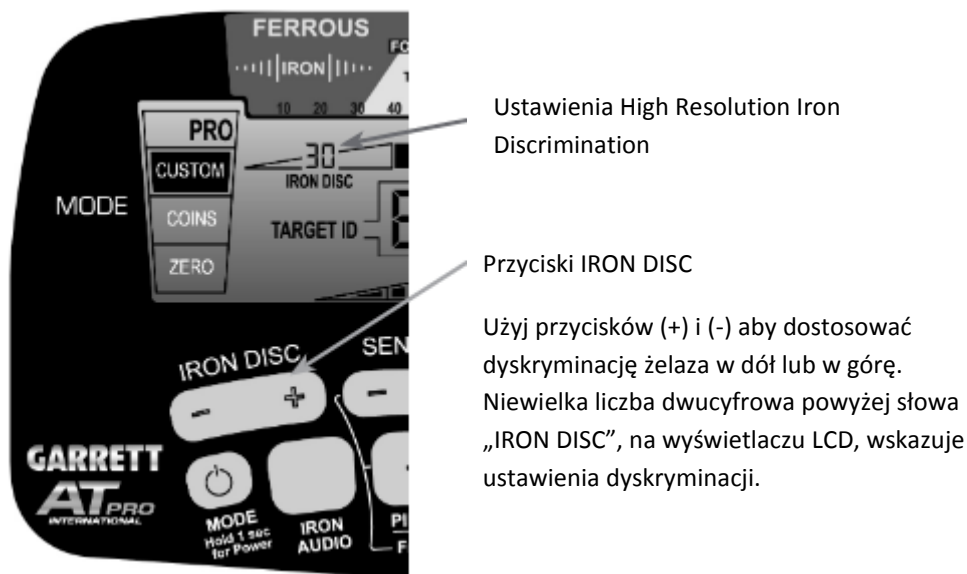 FERROUS
IRON
10 20 30 40
PRO
CUSTOM
COINS
ZERO
MODE
30
IRON DISC
TARGET ID
IRON DISC
- +
-
GARRETT
AT PRO
INTERNATIONAL
MODE
Hold 1 sec
for Power
IRON
AUDIO
Ustawienia High Resolution Iron
Discrimination
Przyciski IRON DISC
Użyj przycisków (+) i (-) aby dostosować
dyskryminację żelaza w dół lub w górę.
Niewielka liczba dwucyfrowa powyżej słowa
„IRON DISC”, na wyświetlaczu LCD, wskazuje
ustawienia dyskryminacji.